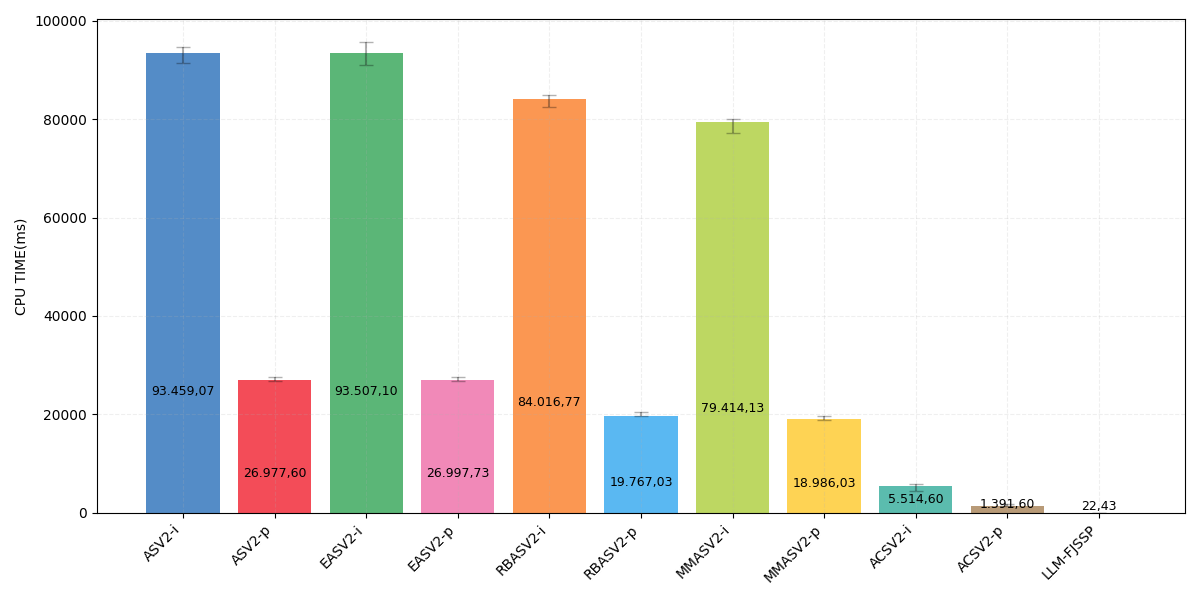 CPU TIME(ms)
100000
80000
60000
40000
20000
0
93.459,07
26.977,60
93.507,10
26.997,73
84.016,77
19.767,03
79.414,13
18.986,03
5.514,60
1.391,60
22,43
ASV2-i
ASV2-p
EASV2-i
EASV2-p
RBASV2-i
RBASV2-p
MMASV2-i
MMASV2-p
ACSV2-i
ACSV2-p
LLM-FJSSP